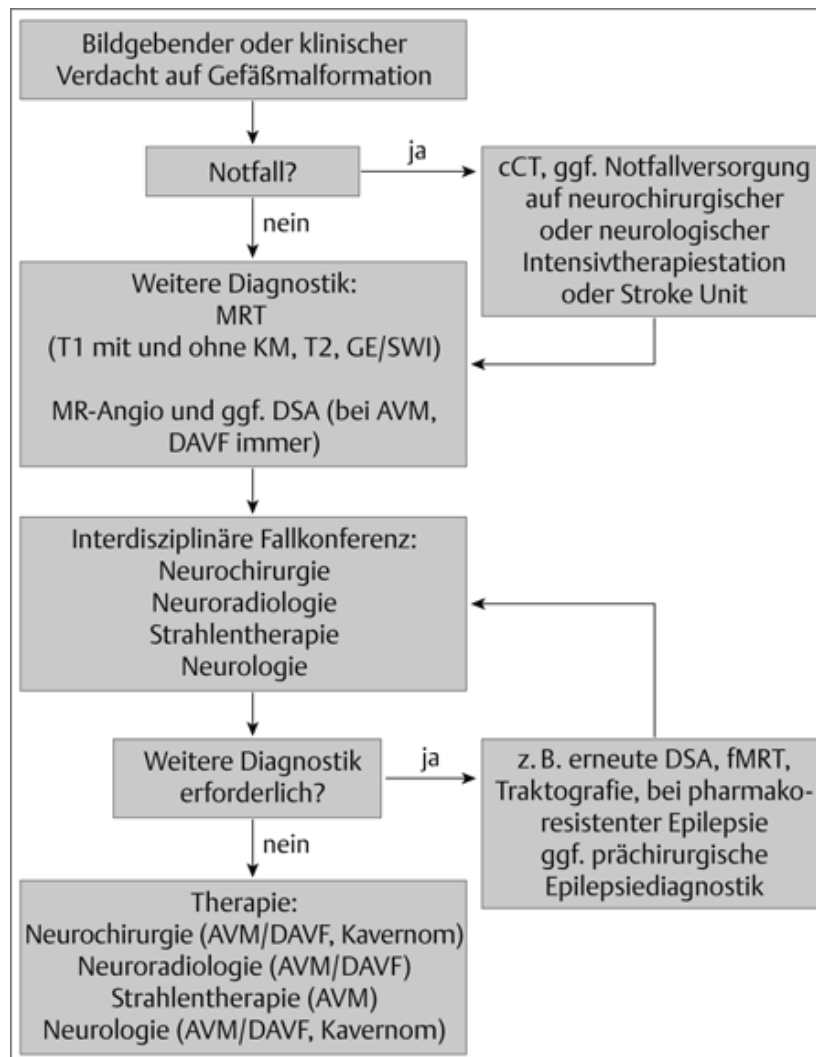 Bildgebender oder klinischer
Verdacht auf Gefäßmalformation
Notfall?
ja
cCT, ggf. Notfallversorgung
auf neurochirurgischer
oder neurologischer
Intensivtherapiestation
oder Stroke Unit
nein
Weitere Diagnostik:
MRT
(T1 mit und ohne KM, T2, GE/SWI)
MR-Angio und ggf. DSA (bei AVM,
DAVF immer)
Interdisziplinäre Fallkonferenz:
Neurochirurgie
Neuroradiologie
Strahlentherapie
Neurologie
Weitere Diagnostik
erforderlich?
ja
z. B. erneute DSA, fMRT,
Traktografie, bei pharmako-
resistenter Epilepsie
ggf. prächirurgische
Epilepsiediagnostik
nein
Therapie:
Neurochirurgie (AVM/DAVF, Kavernom)
Neuroradiologie (AVM/DAVF)
Strahlentherapie (AVM)
Neurologie (AVM/DAVF, Kavernom)